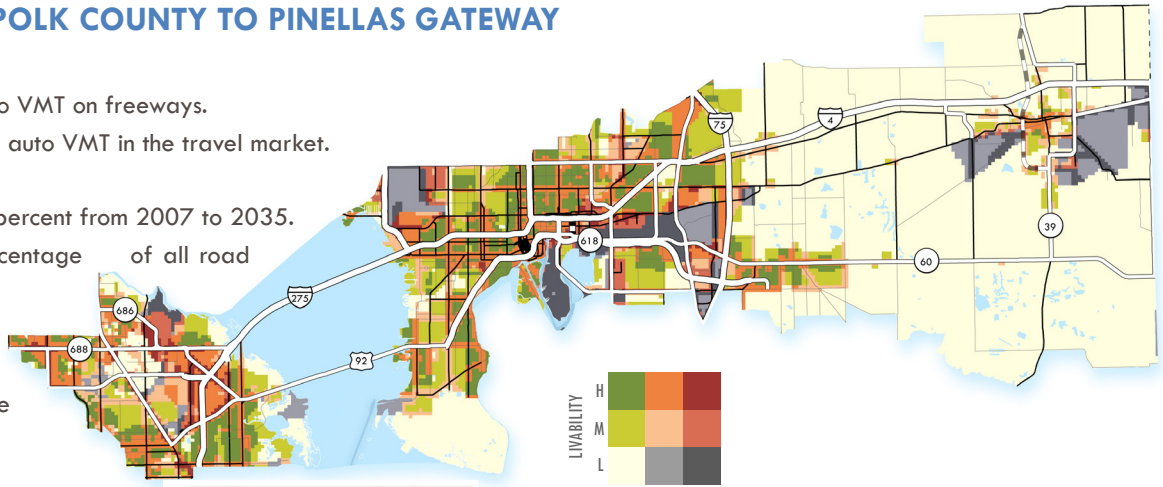 POLK COUNTY TO PINELLAS GATEWAY
VMT on freeways.
auto VMT in the travel market.
percent from 2007 to 2035.
of all road
75
4
618
39
60
275
686
688
92
LIVABILITY
H
M
L